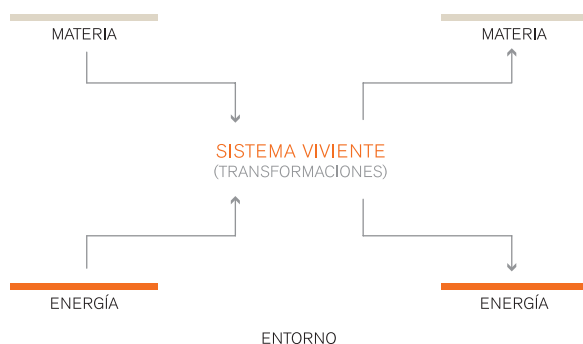 MATERIA
MATERIA
SISTEMA VIVIENTE
(TRANSFORMACIONES)
ENERGÍA
ENERGÍA
ENTORNO